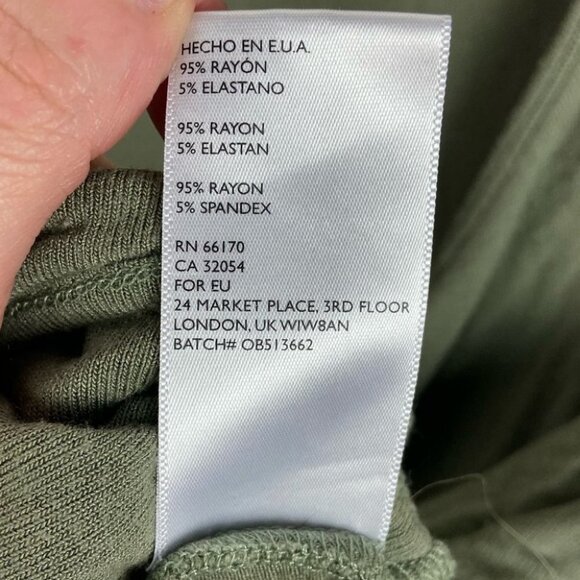 HECHO EN E.U.A.
95% RAYÓN
5% ELASTANO
95% RAYON
5% ELASTAN
95% RAYON
5% SPANDEX
RN 66170
CA 32054
FOR EU
24 MARKET PLACE, 3RD FLOOR
LONDON, UK W1W8AN
BATCH# OB513662